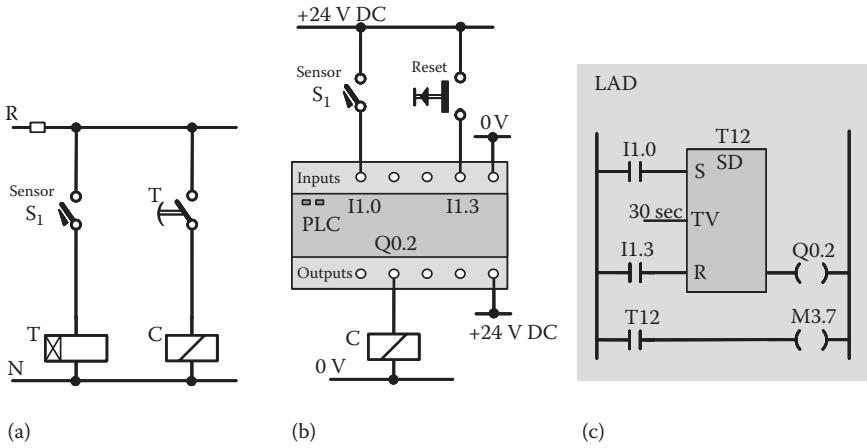 R
Sensor
S1
T
T
C
N
(a)
+24 V DC
Sensor
S1
Reset
0 V
Inputs
I1.0
I1.3
PLC
Q0.2
Outputs
C
+24 V DC
0 V
(b)
LAD
T12
I1.0
S
SD
30 sec
TV
I1.3
R
Q0.2
T12
M3.7
(c)